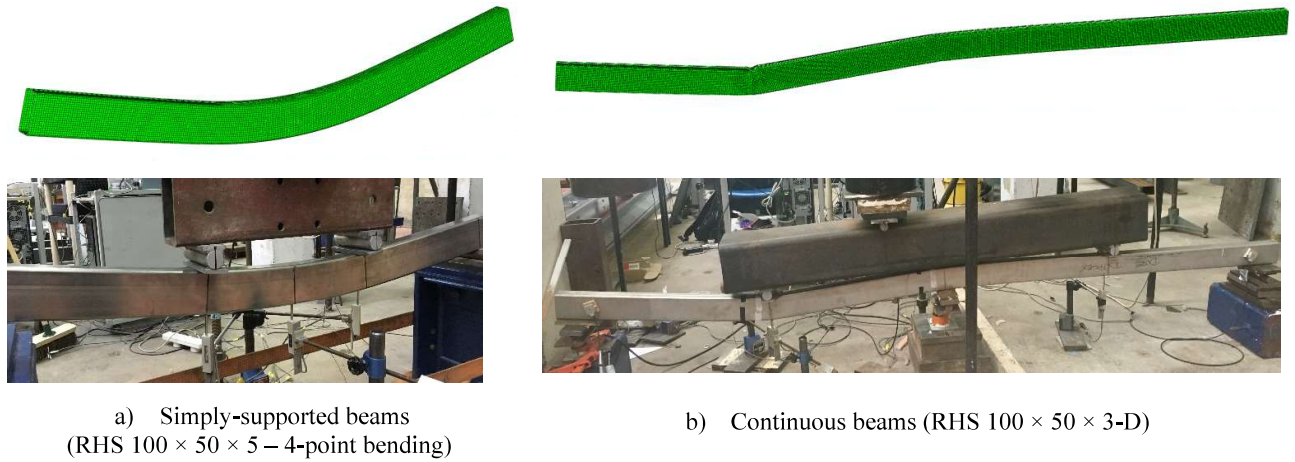 a) Simply-supported beams
(RHS 100 × 50 × 5 – 4-point bending)
b) Continuous beams (RHS 100 × 50 × 3-D)